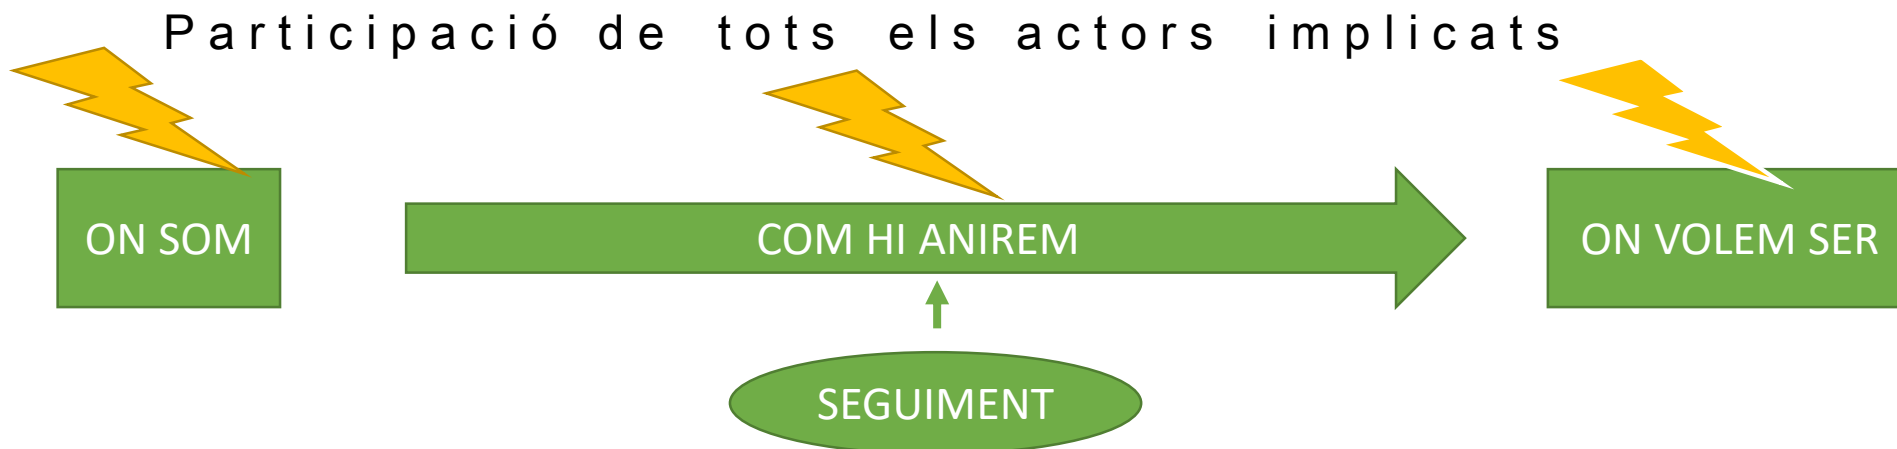 Participació de tots els actors implicats
ON SOM
COM HI ANIREM
ON VOLEM SER
SEGUIMENT